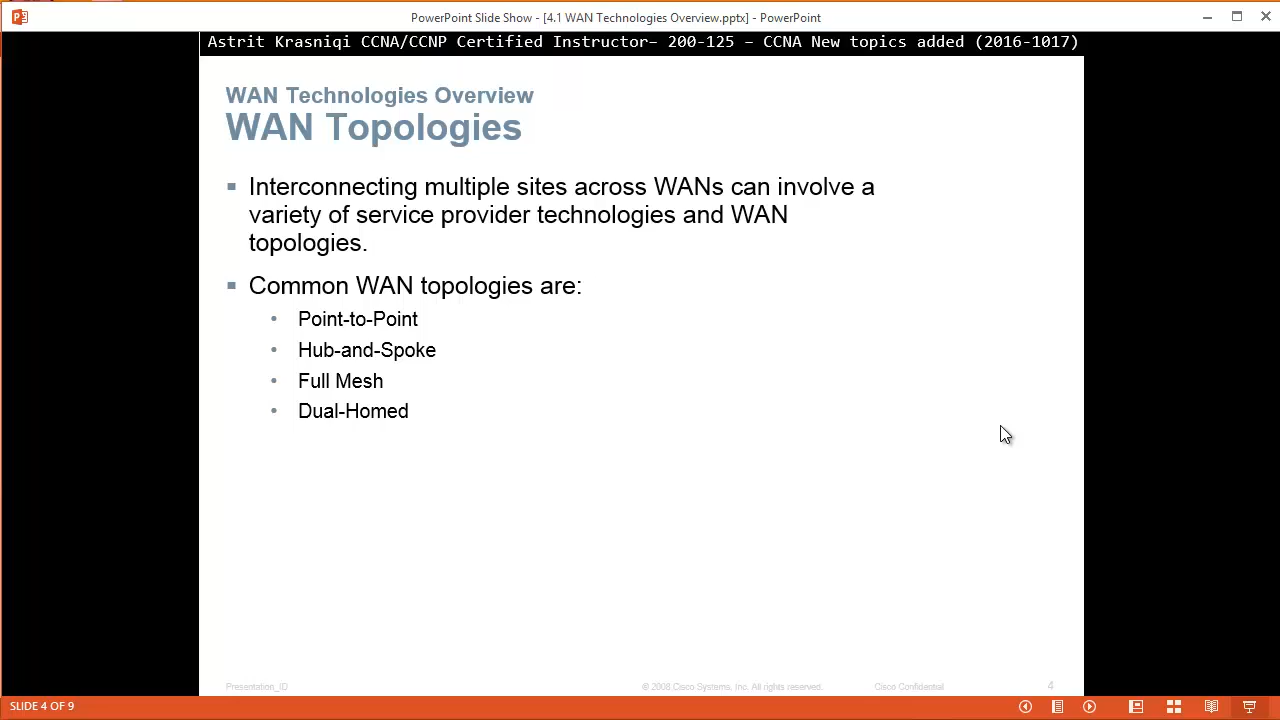 PowerPoint Slide Show - [4.1 WAN Technologies Overview.pptx] - PowerPoint
Astrit Krasniqi CCNA/CCNP Certified Instructor– 200-125 – CCNA New topics added (2016-1017)
WAN Technologies Overview
WAN Topologies
Interconnecting multiple sites across WANs can involve a
variety of service provider technologies and WAN
topologies.
Common WAN topologies are:
Point-to-Point
Hub-and-Spoke
Full Mesh
Dual-Homed
Presentation_ID
© 2008 Cisco Systems, Inc. All rights reserved.
Cisco Confidential
4
SLIDE 4 OF 9